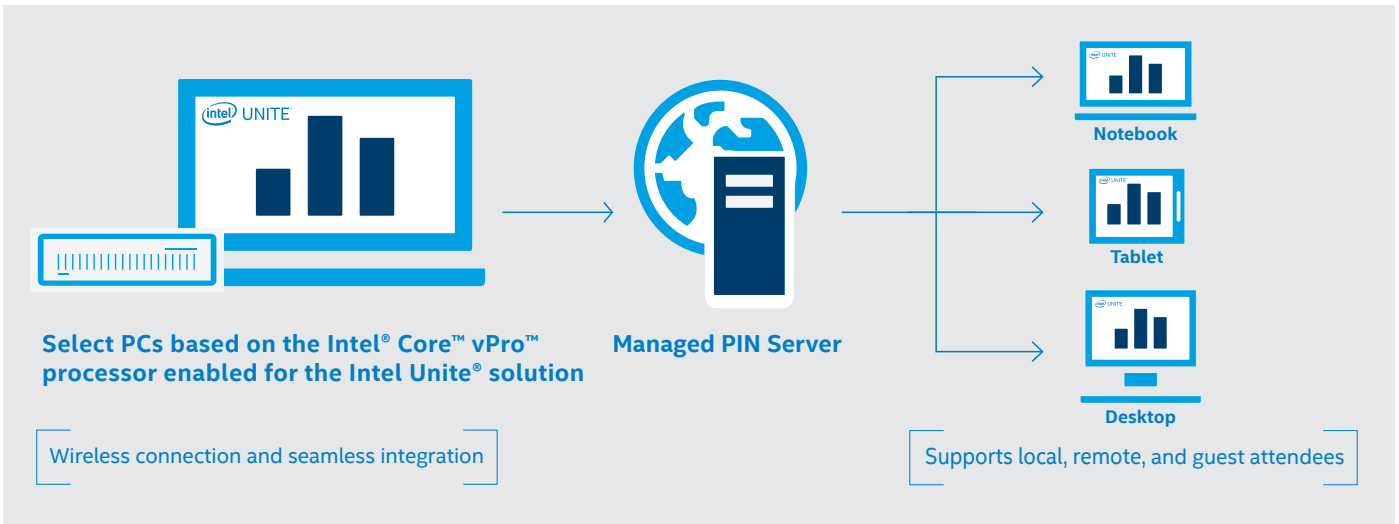 intel UNITE
Select PCs based on the Intel® Core™ vPro™
processor enabled for the Intel Unite® solution
Wireless connection and seamless integration
Managed PIN Server
intel UNITE
Notebook
intel UNITE
Tablet
intel UNITE
Desktop
Supports local, remote, and guest attendees